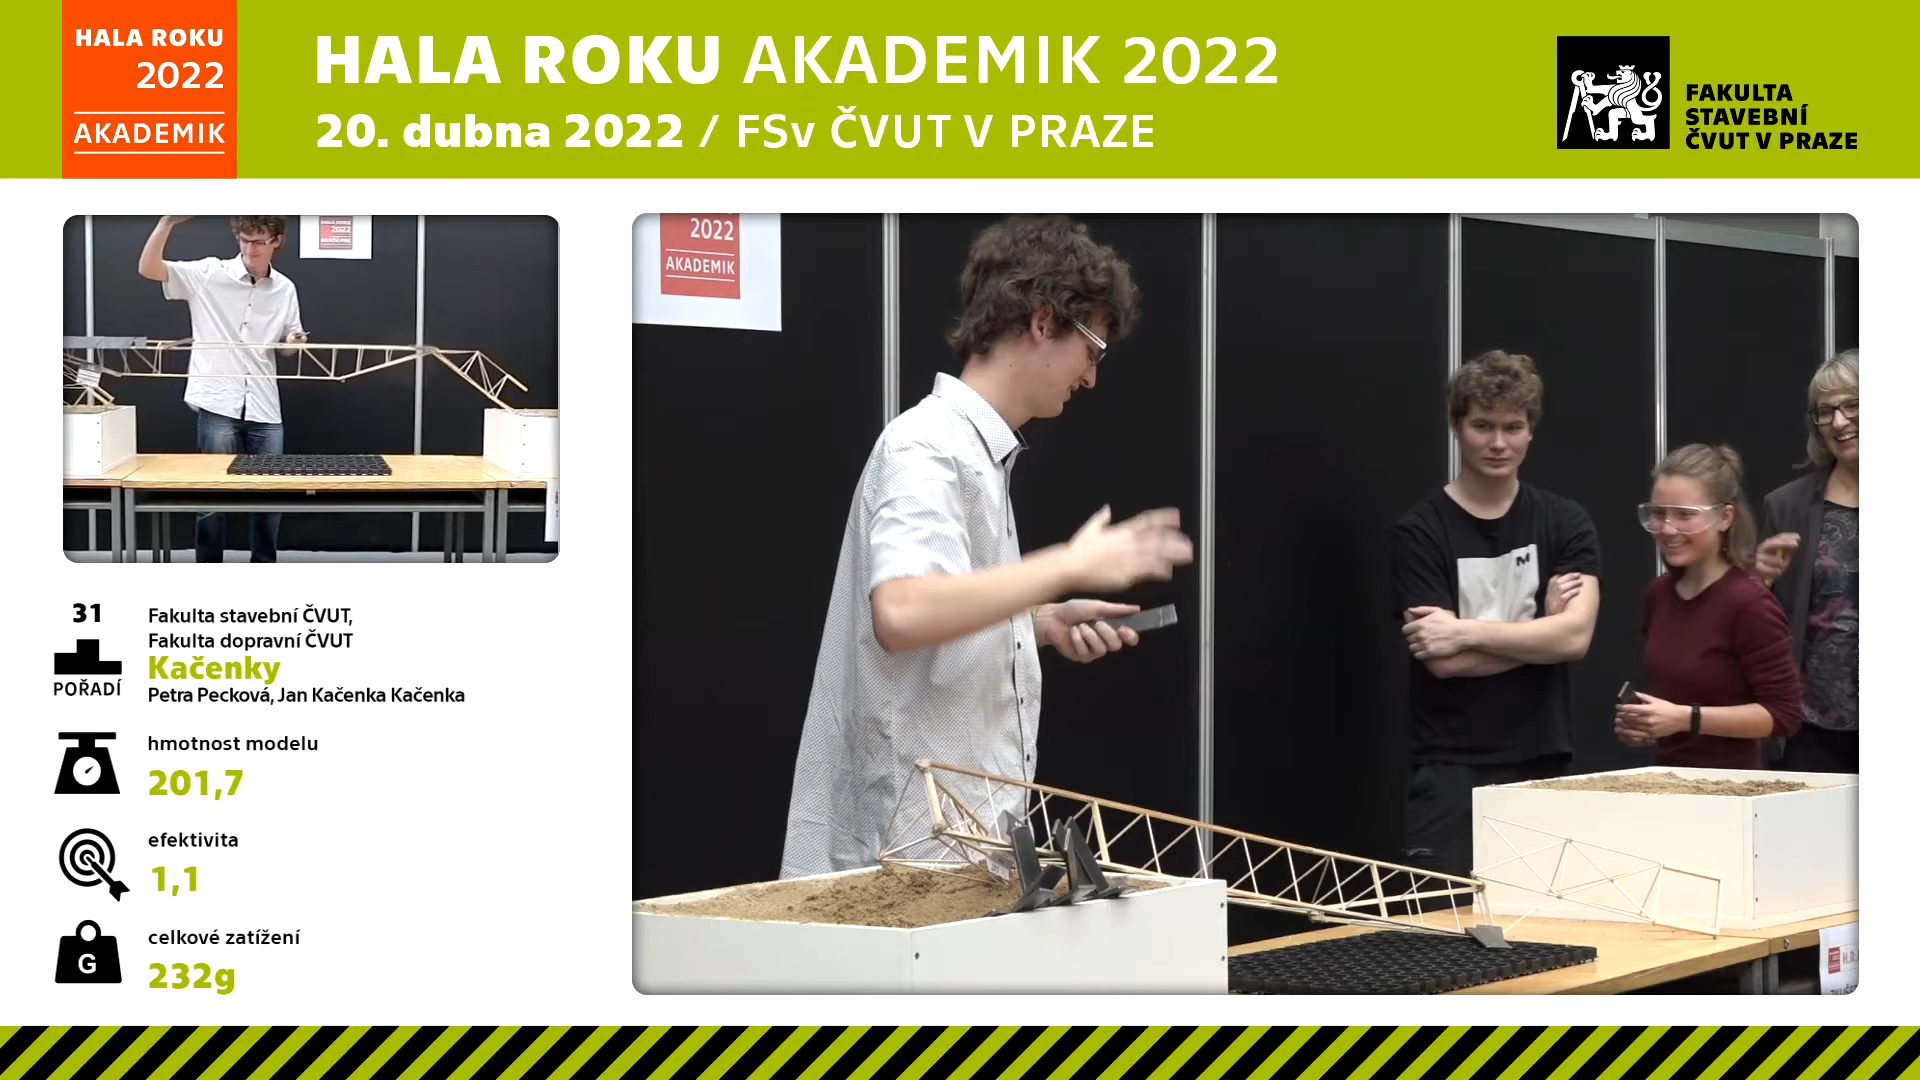 HALA ROKU
2022
AKADEMIK
HALA ROKU AKADEMIK 2022
20. dubna 2022 / FSv ČVUT V PRAZE
FAKULTA
STAVEBNÍ
ČVUT V PRAZE
2022
2022
AKADEMIK
M
31
POŘADÍ
Fakulta stavební ČVUT,
Fakulta dopravní ČVUT
Kačenky
Petra Pecková, Jan Kačenka Kačenka
hmotnost modelu
201,7
efektivita
1,1
G
celkové zatížení
232g